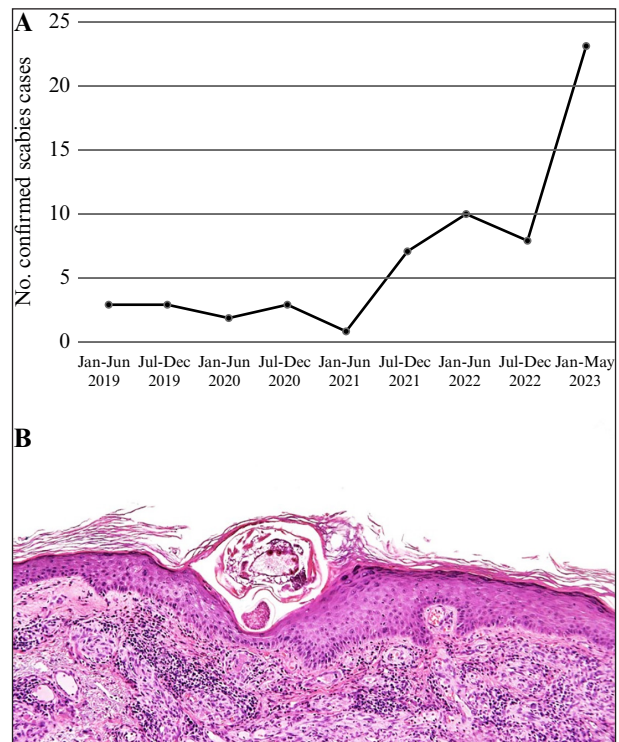 A
No. confirmed scabies cases
25
20
15
10
5
0
Jan-Jun Jul-Dec Jan-Jun Jul-Dec Jan-Jun Jul-Dec Jan-Jun Jul-Dec Jan-May
2019 2019 2020 2020 2021 2021 2022 2022 2023
B